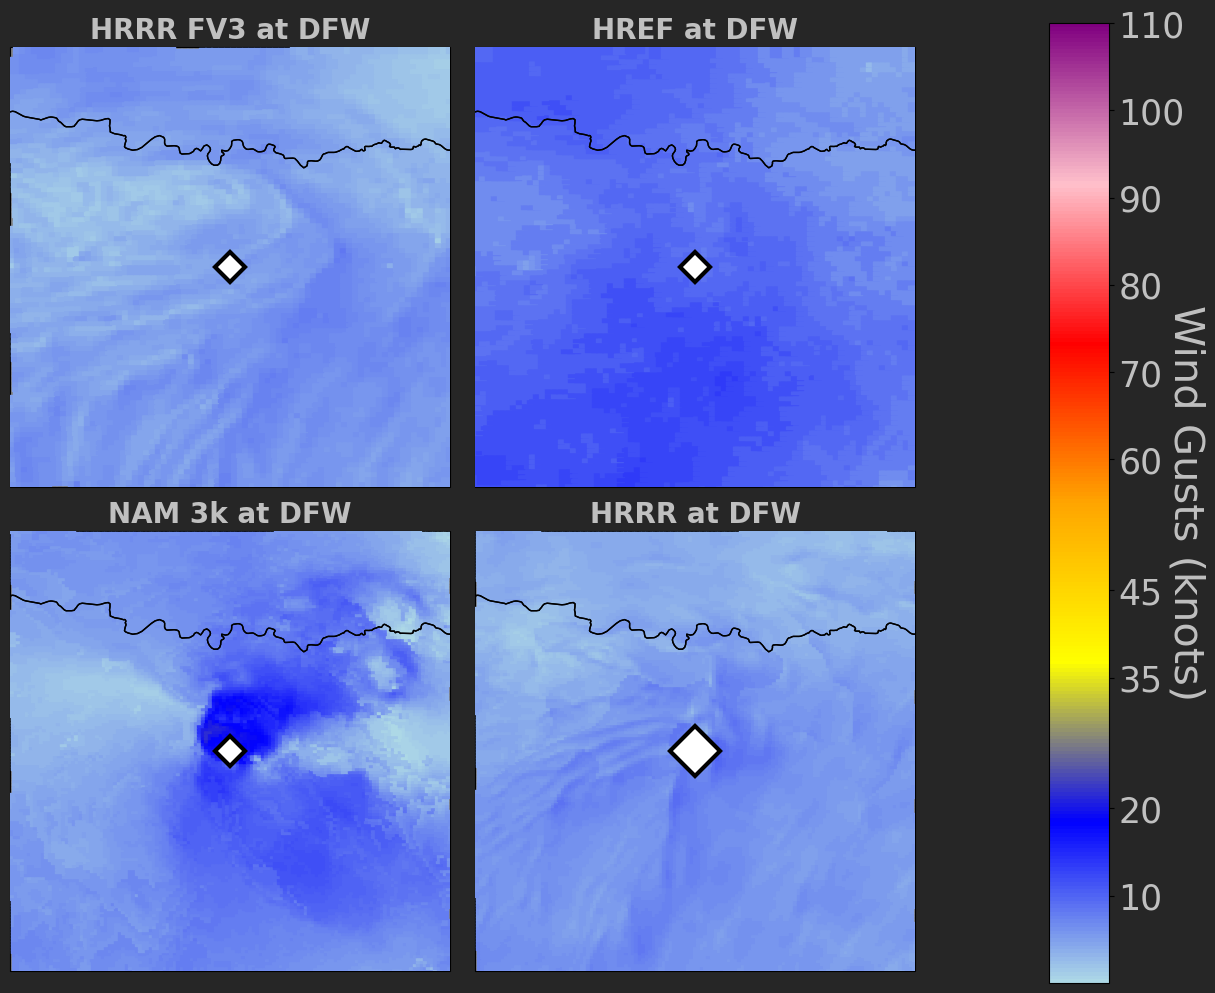 HRRR FV3 at DFW
HREF at DFW
NAM 3k at DFW
HRRR at DFW
110
100
90
80
70
60
45
35
20
10
Wind Gusts (knots)